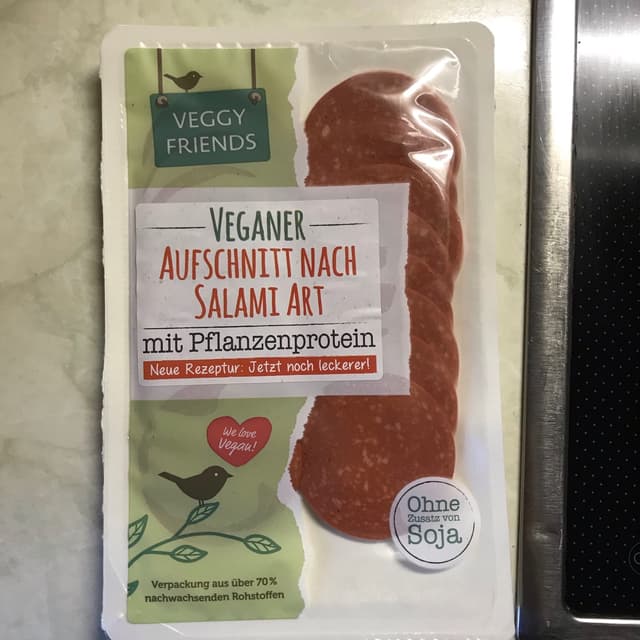 VEGGY
FRIENDS
VEGANER
AUFSCHNITT NACH
SALAMI ART
mit Pflanzenprotein
Neue Rezeptur: Jetzt noch leckerer!
We love
Vegan!
Ohne
Zusatz von
Soja
Verpackung aus über 70%
nachwachsenden Rohstoffen